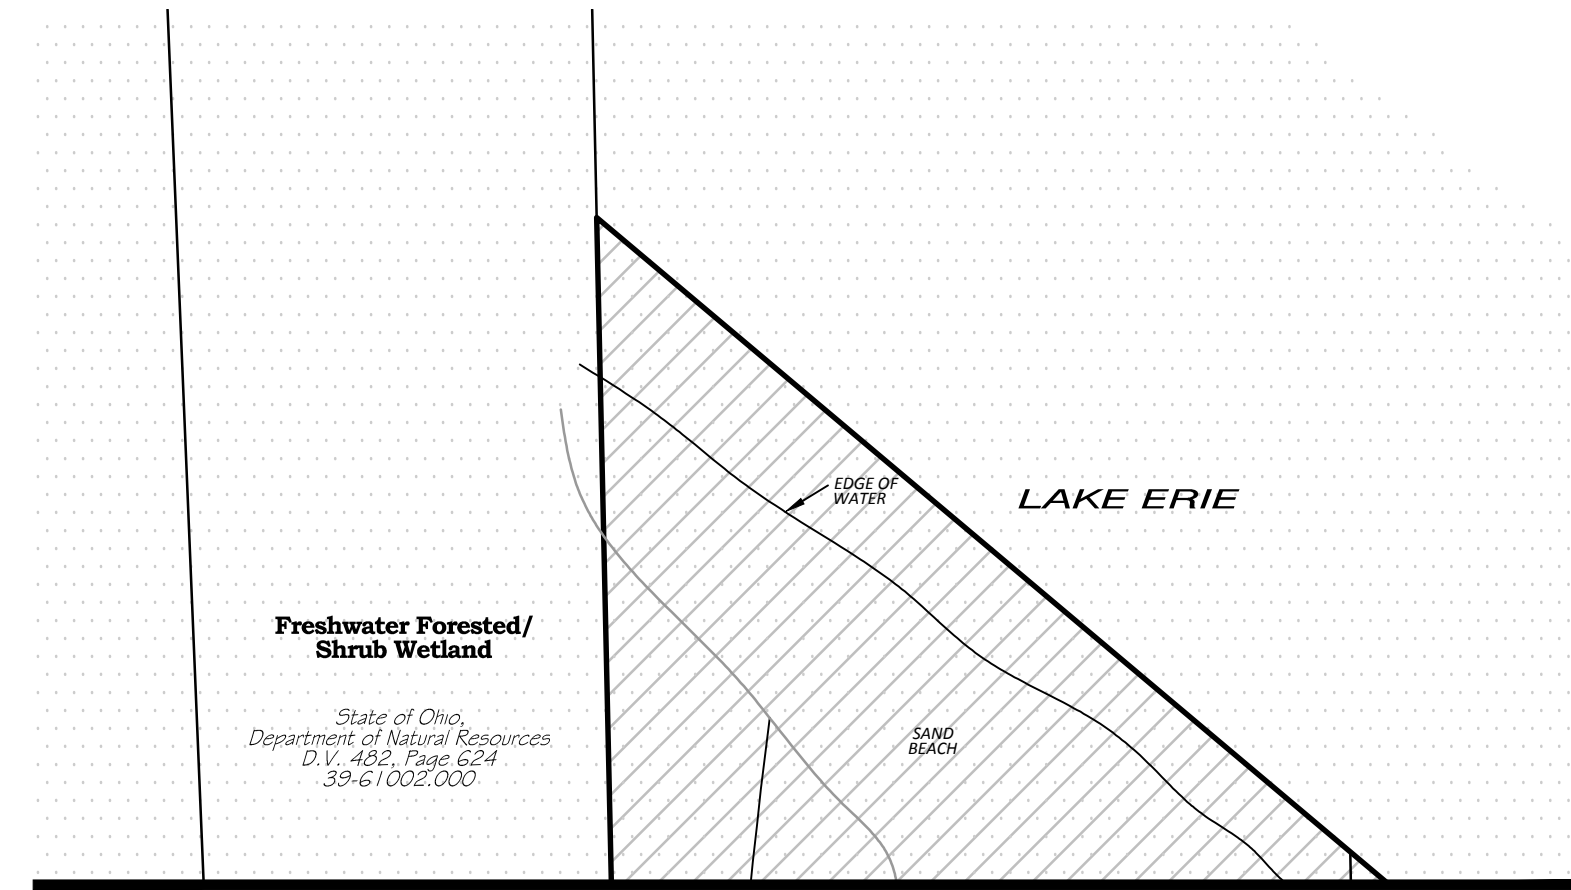 EDGE OF
WATER
LAKE ERIE
Freshwater Forested/
Shrub Wetland
State of Ohio,
Department of Natural Resources
D.V. 482, Page 624
39-61002.000
SAND
BEACH